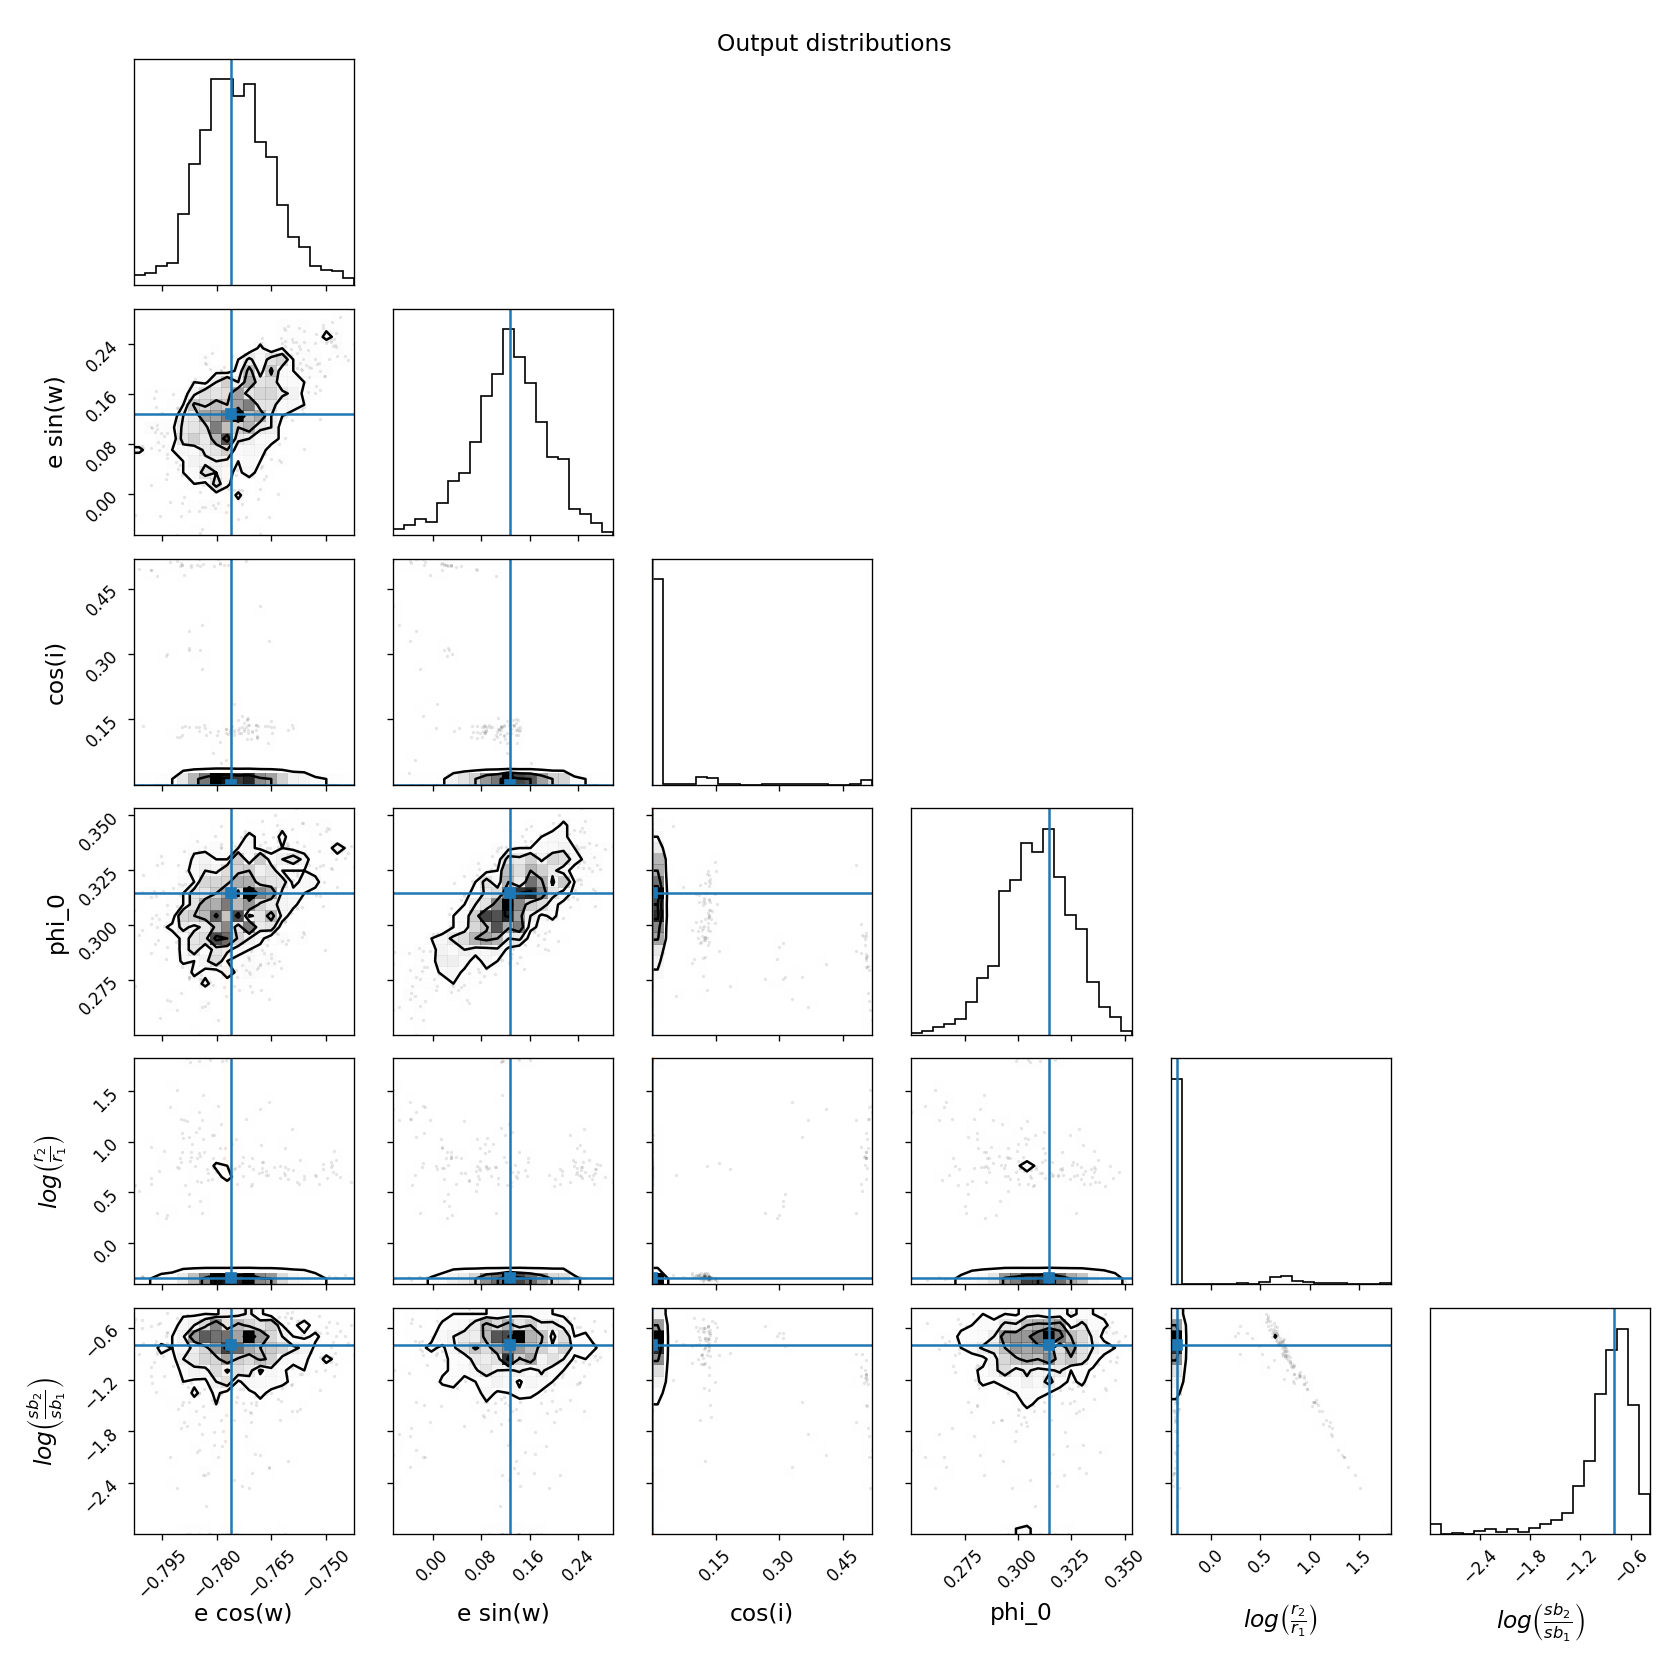 Output distributions
e sin(w)
0.24
0.16
0.08
0.00
cos(i)
0.45
0.30
0.15
phi_0
0.350
0.325
0.300
0.275
log(r₂/r₁)
1.5
1.0
0.5
0.0
log(sb₂/sb₁)
−0.6
−1.2
−1.8
−2.4
−0.795 −0.780 −0.765 −0.750
0.00 0.08 0.16 0.24
0.15 0.30 0.45
0.275 0.300 0.325 0.350
0.0 0.5 1.0 1.5
−2.4 −1.8 −1.2 −0.6
e cos(w)
e sin(w)
cos(i)
phi_0
log(r₂/r₁)
log(sb₂/sb₁)